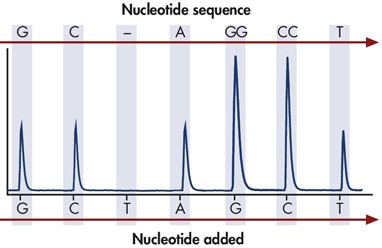 Nucleotide sequence
G C – A GG CC T
G C T A G C T
Nucleotide added